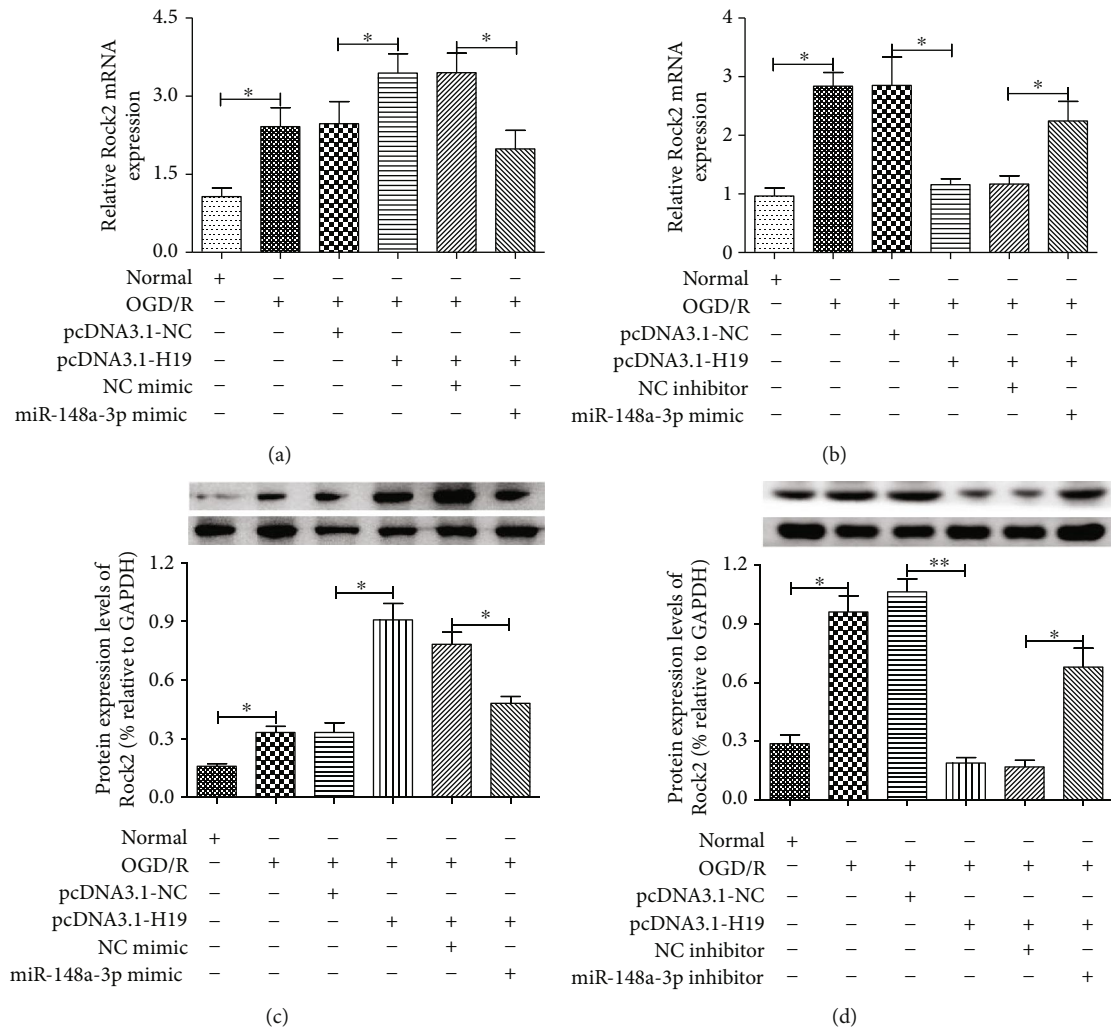 Relative Rock2 mRNA
expression
4.5
3.0
1.5
0.0
*
*
*
Normal + − − − − −
OGD/R − + + + + +
pcDNA3.1-NC − − + − − −
pcDNA3.1-H19 − − − + + +
NC mimic − − − − + −
miR-148a-3p mimic − − − − − +
(a)
Relative Rock2 mRNA
expression
4
3
2
1
0
*
*
*
Normal + − − − − −
OGD/R − + + + + +
pcDNA3.1-NC − − + − − −
pcDNA3.1-H19 − − − + + +
NC inhibitor − − − − + −
miR-148a-3p mimic − − − − − +
(b)
Protein expression levels of
Rock2 (% relative to GAPDH)
1.2
0.9
0.6
0.3
0.0
*
*
*
Normal + − − − − −
OGD/R − + + + + +
pcDNA3.1-NC − − + − − −
pcDNA3.1-H19 − − − + + +
NC mimic − − − − + −
miR-148a-3p mimic − − − − − +
(c)
Protein expression levels of
Rock2 (% relative to GAPDH)
1.2
0.9
0.6
0.3
0.0
*
**
*
Normal + − − − − −
OGD/R − + + + + +
pcDNA3.1-NC − − + − − −
pcDNA3.1-H19 − − − + + +
NC inhibitor − − − − + −
miR-148a-3p inhibitor − − − − − +
(d)